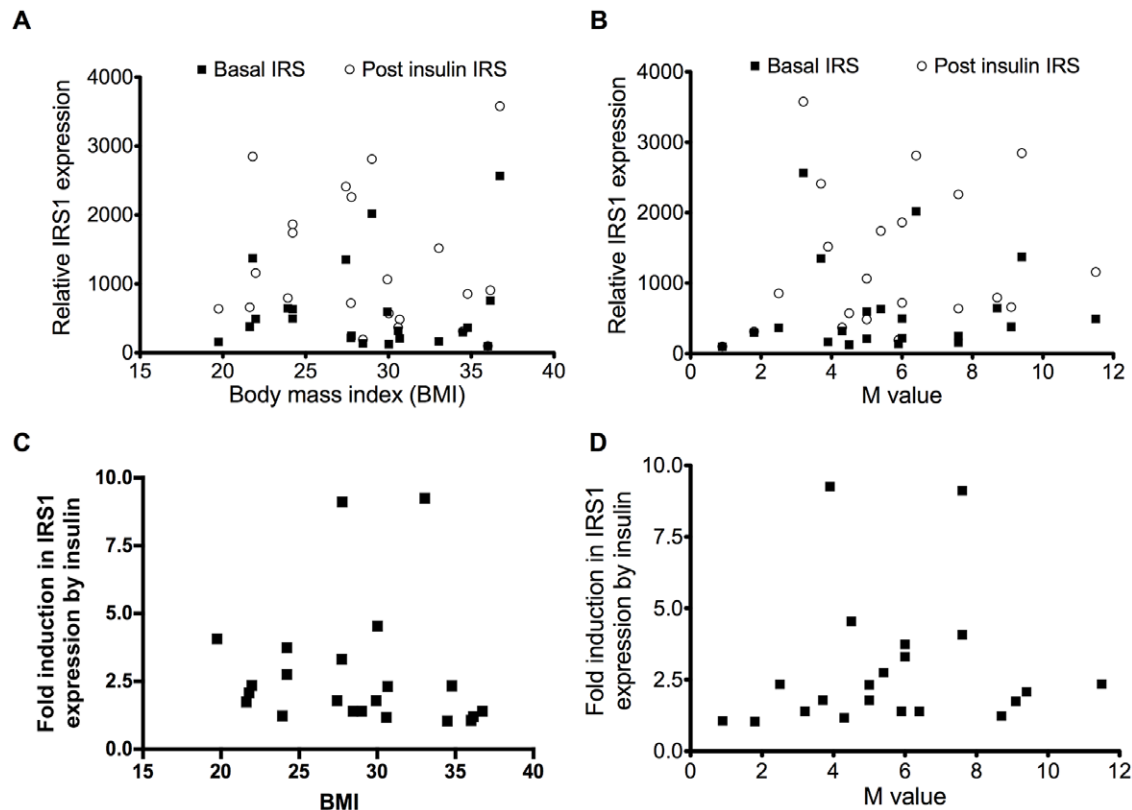 A
■ Basal IRS ○ Post insulin IRS
Relative IRS1 expression
4000
3000
2000
1000
0
15 20 25 30 35 40
Body mass index (BMI)
B
■ Basal IRS ○ Post insulin IRS
Relative IRS1 expression
4000
3000
2000
1000
0
0 2 4 6 8 10 12
M value
C
Fold induction in IRS1
expression by insulin
10.0
7.5
5.0
2.5
0.0
15 20 25 30 35 40
BMI
D
Fold induction in IRS1
expression by insulin
10.0
7.5
5.0
2.5
0.0
0 2 4 6 8 10 12
M value